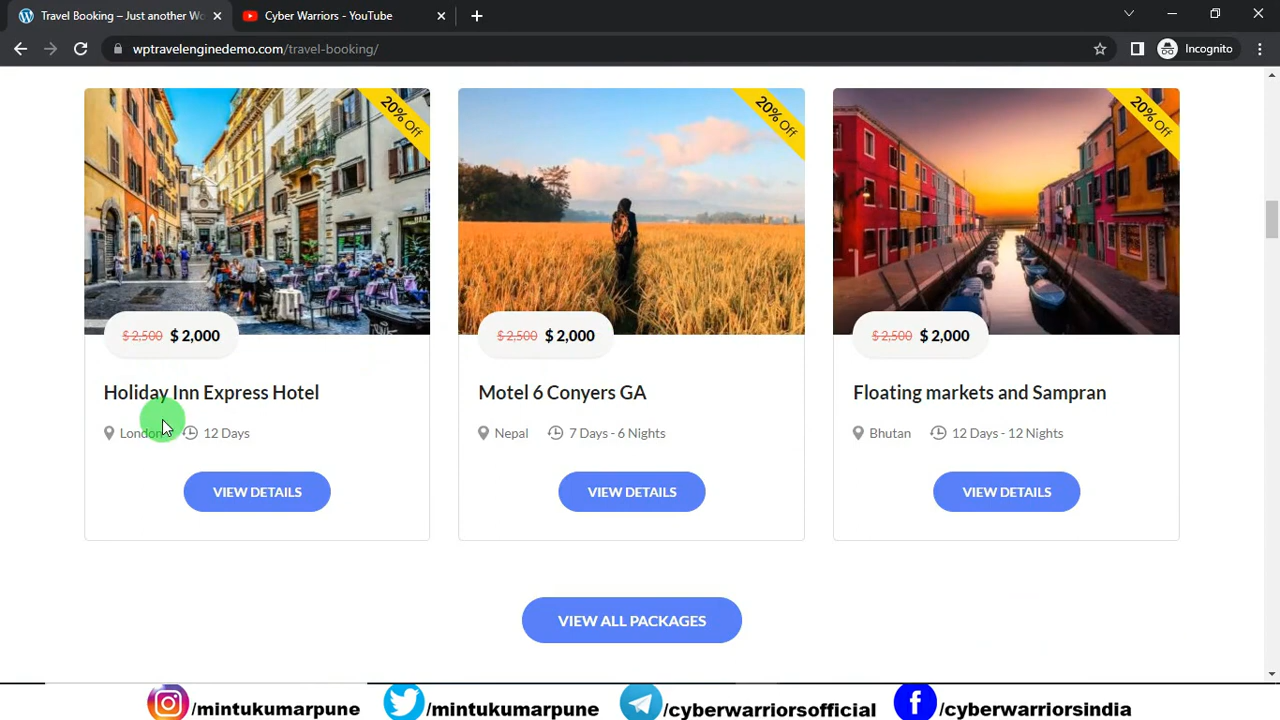 Travel Booking – Just another Wo
Cyber Warriors - YouTube
wptravelenginedemo.com/travel-booking/
Incognito
20% Off
20% Off
20% Off
$ 2,500 $ 2,000
$ 2,500 $ 2,000
$ 2,500 $ 2,000
Holiday Inn Express Hotel
Motel 6 Conyers GA
Floating markets and Sampran
London 12 Days
Nepal 7 Days - 6 Nights
Bhutan 12 Days - 12 Nights
VIEW DETAILS
VIEW DETAILS
VIEW DETAILS
VIEW ALL PACKAGES
/mintukumarpune
/mintukumarpune
/cyberwarriorsofficial
/cyberwarriorsindia